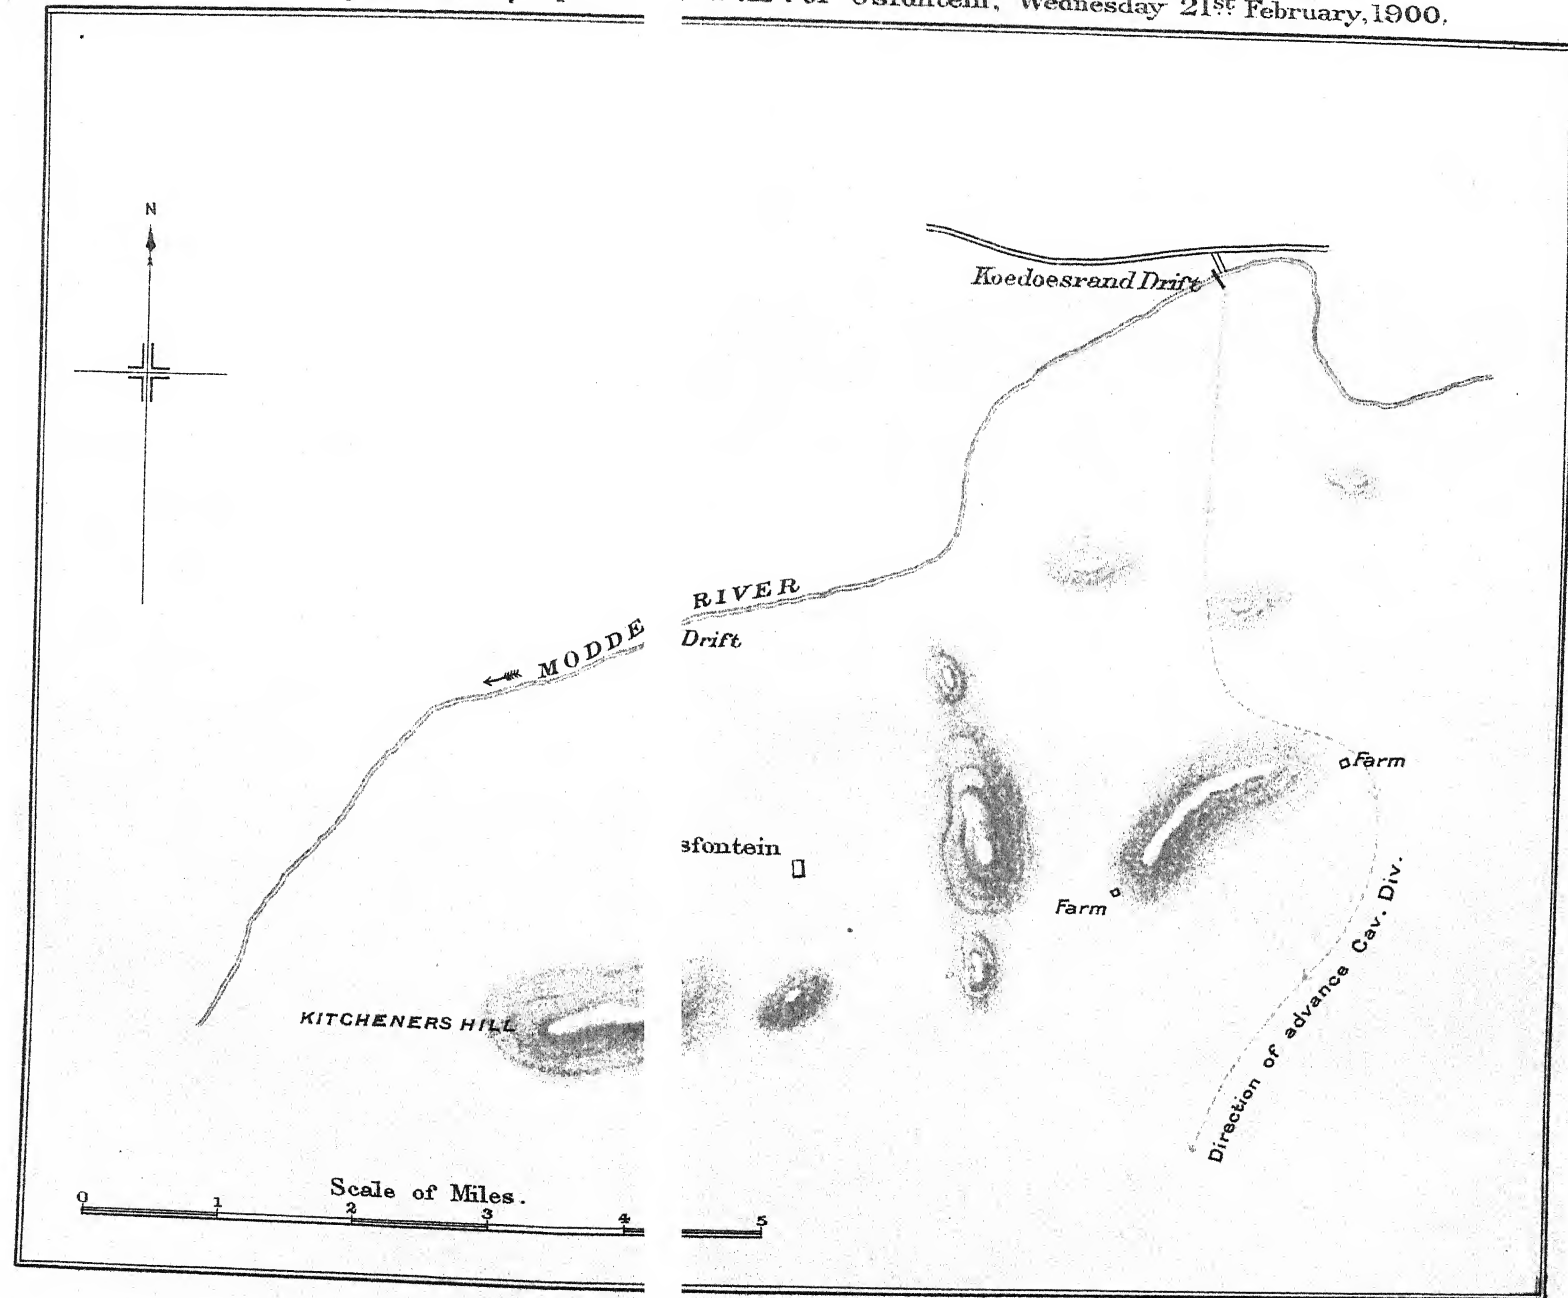 Osfontein, Wednesday 21st February, 1900.
N
Koedoesrand Drift
MODDE RIVER
Drift
Farm
sfontein
Farm
KITCHENERS HILL
Direction of advance Cav. Div.
Scale of Miles.
0 1 2 3 4 5